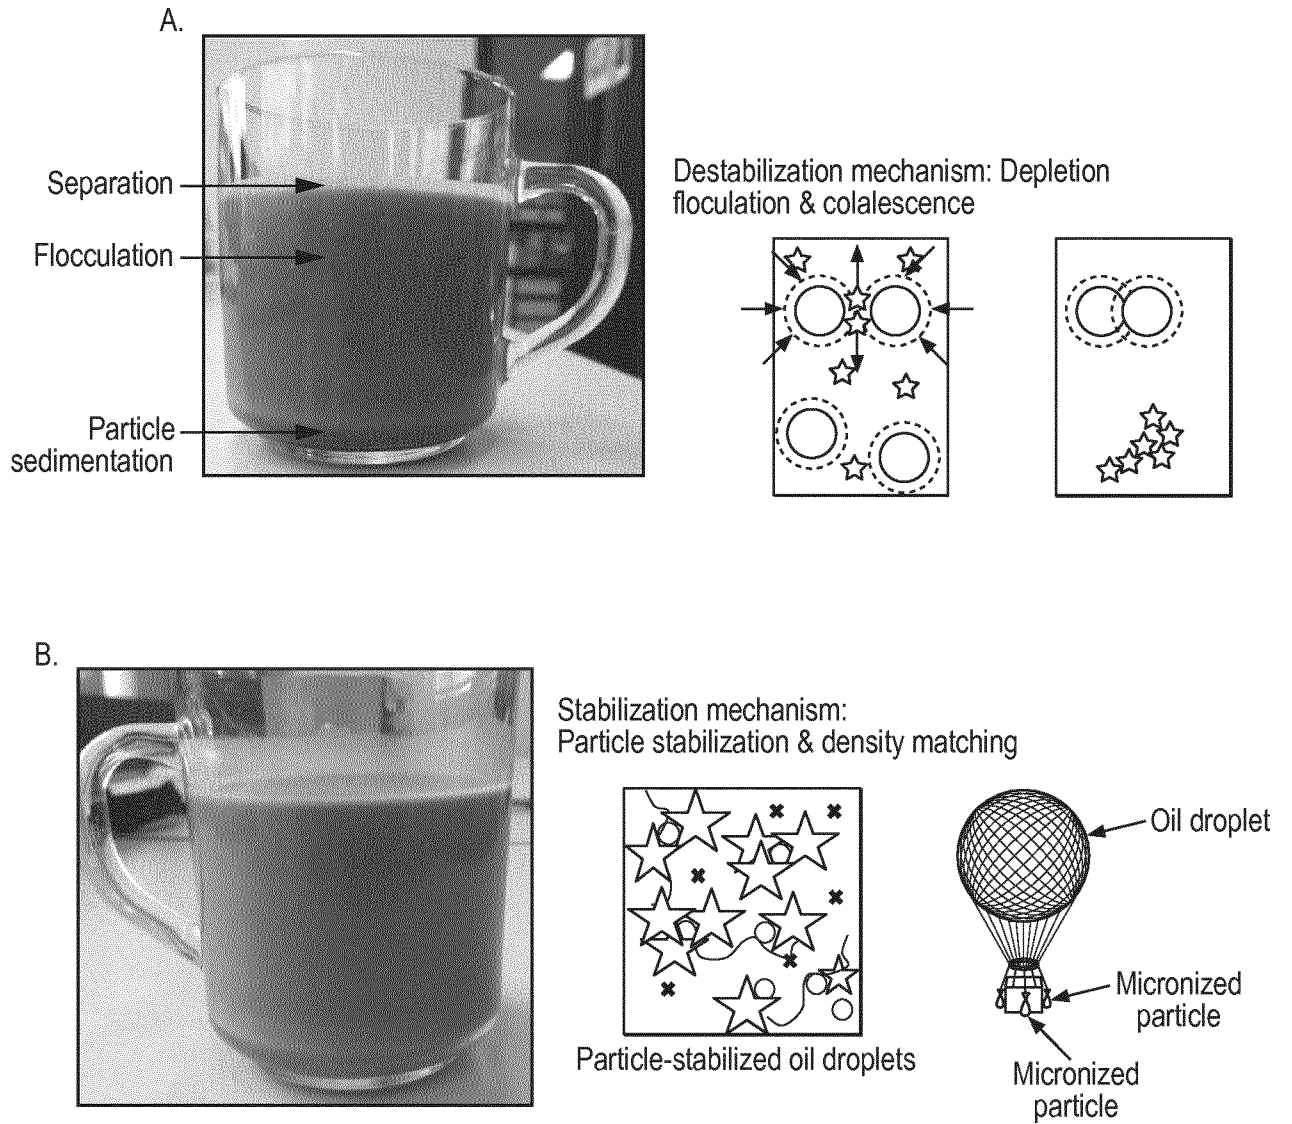 A.
Separation
Flocculation
Particle
sedimentation
Destabilization mechanism: Depletion
floculation & colalescence
B.
Stabilization mechanism:
Particle stabilization & density matching
Particle-stabilized oil droplets
Oil droplet
Micronized
particle
Micronized
particle